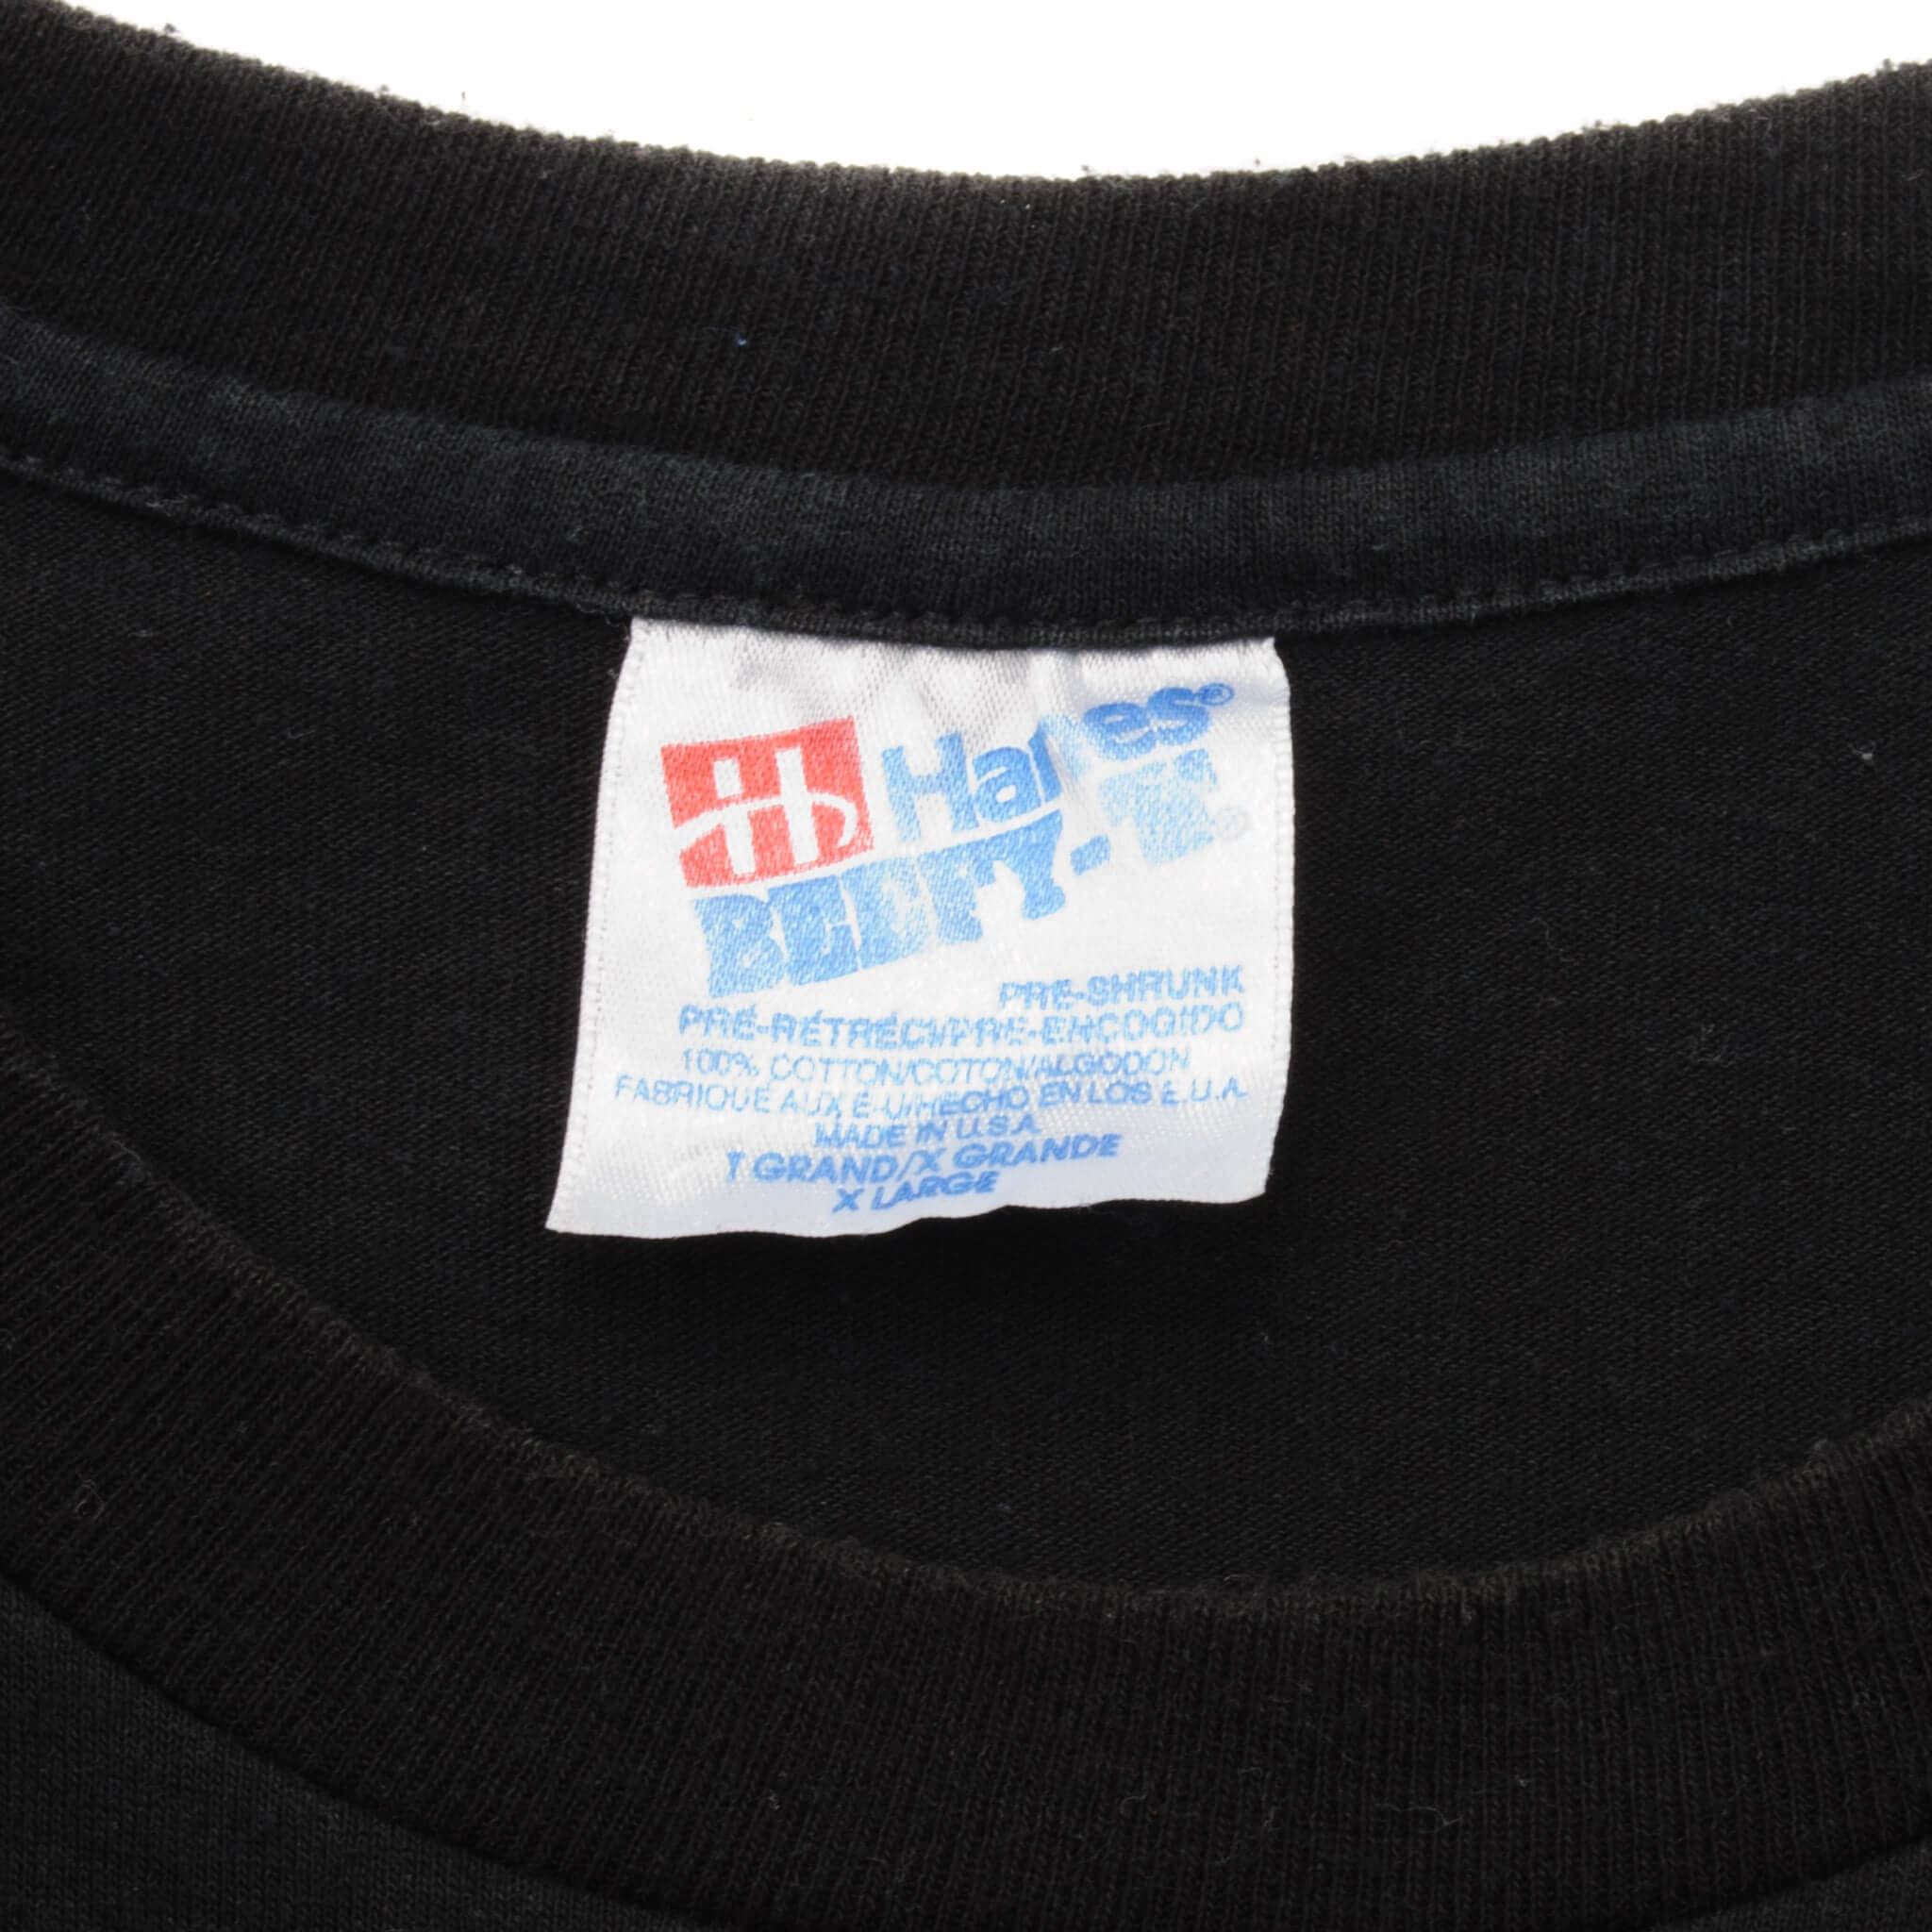 Hanes®
BEEFY-T®
PRE-SHRUNK
PRÉ-RÉTRÉCI/PRE-ENCOGIDO
100% COTTON/COTON/ALGODON
FABRIQUÉ AUX É-U/HECHO EN LOS E.U.A.
MADE IN U.S.A.
T GRAND/X GRANDE
X LARGE